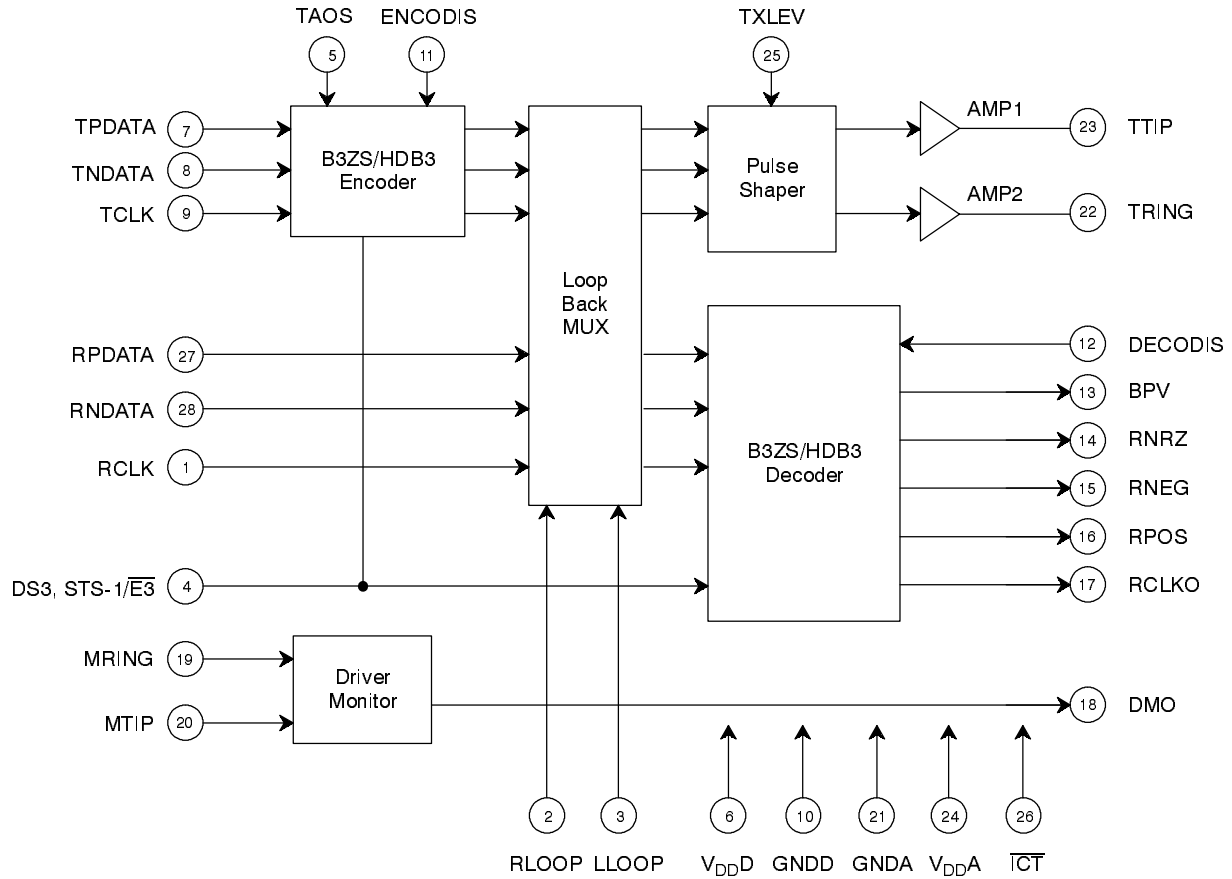 TAOS ENCODIS TXLEV
5 11 25
TPDATA 7 AMP1 23 TTIP
B3ZS/HDB3
Encoder
Pulse
Shaper
TNDATA 8
TCLK 9 AMP2 22 TRING
Loop
Back
MUX
RPDATA 27 12 DECODIS
13 BPV
RNDATA 28
14 RNRZ
B3ZS/HDB3
Decoder
RCLK 1
15 RNEG
16 RPOS
DS3, STS-1/E3 4 17 RCLKO
MRING 19
Driver
Monitor
MTIP 20 18 DMO
2 3 6 10 21 24 26
RLOOP LLOOP VDDD GNDD GNDA VDDA ICT